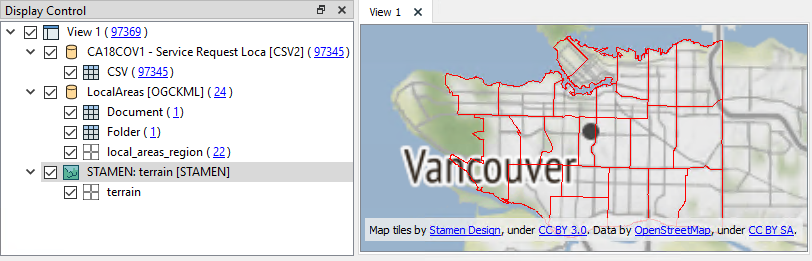 Display Control
View 1 ( 97369 )
CA18COV1 - Service Request Loca [CSV2] ( 97345 )
CSV ( 97345 )
LocalAreas [OGCKML] ( 24 )
Document ( 1 )
Folder ( 1 )
local_areas_region ( 22 )
STAMEN: terrain [STAMEN]
terrain
View 1
Vancouver
Map tiles by Stamen Design, under CC BY 3.0. Data by OpenStreetMap, under CC BY SA.